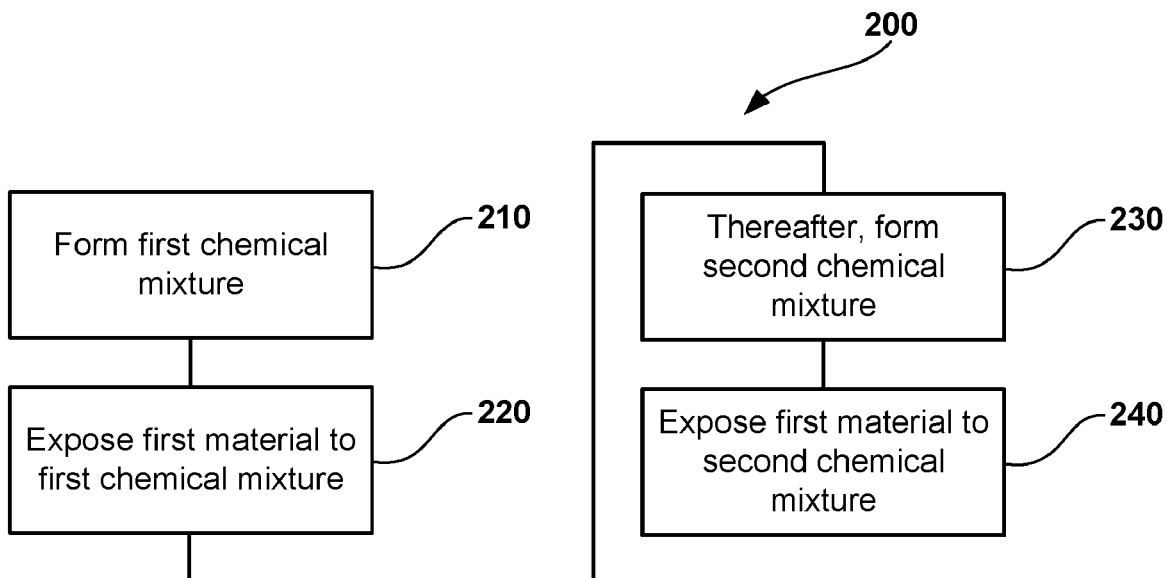 200
Form first chemical
mixture
210
Expose first material to
first chemical mixture
220
Thereafter, form
second chemical
mixture
230
Expose first material to
second chemical
mixture
240